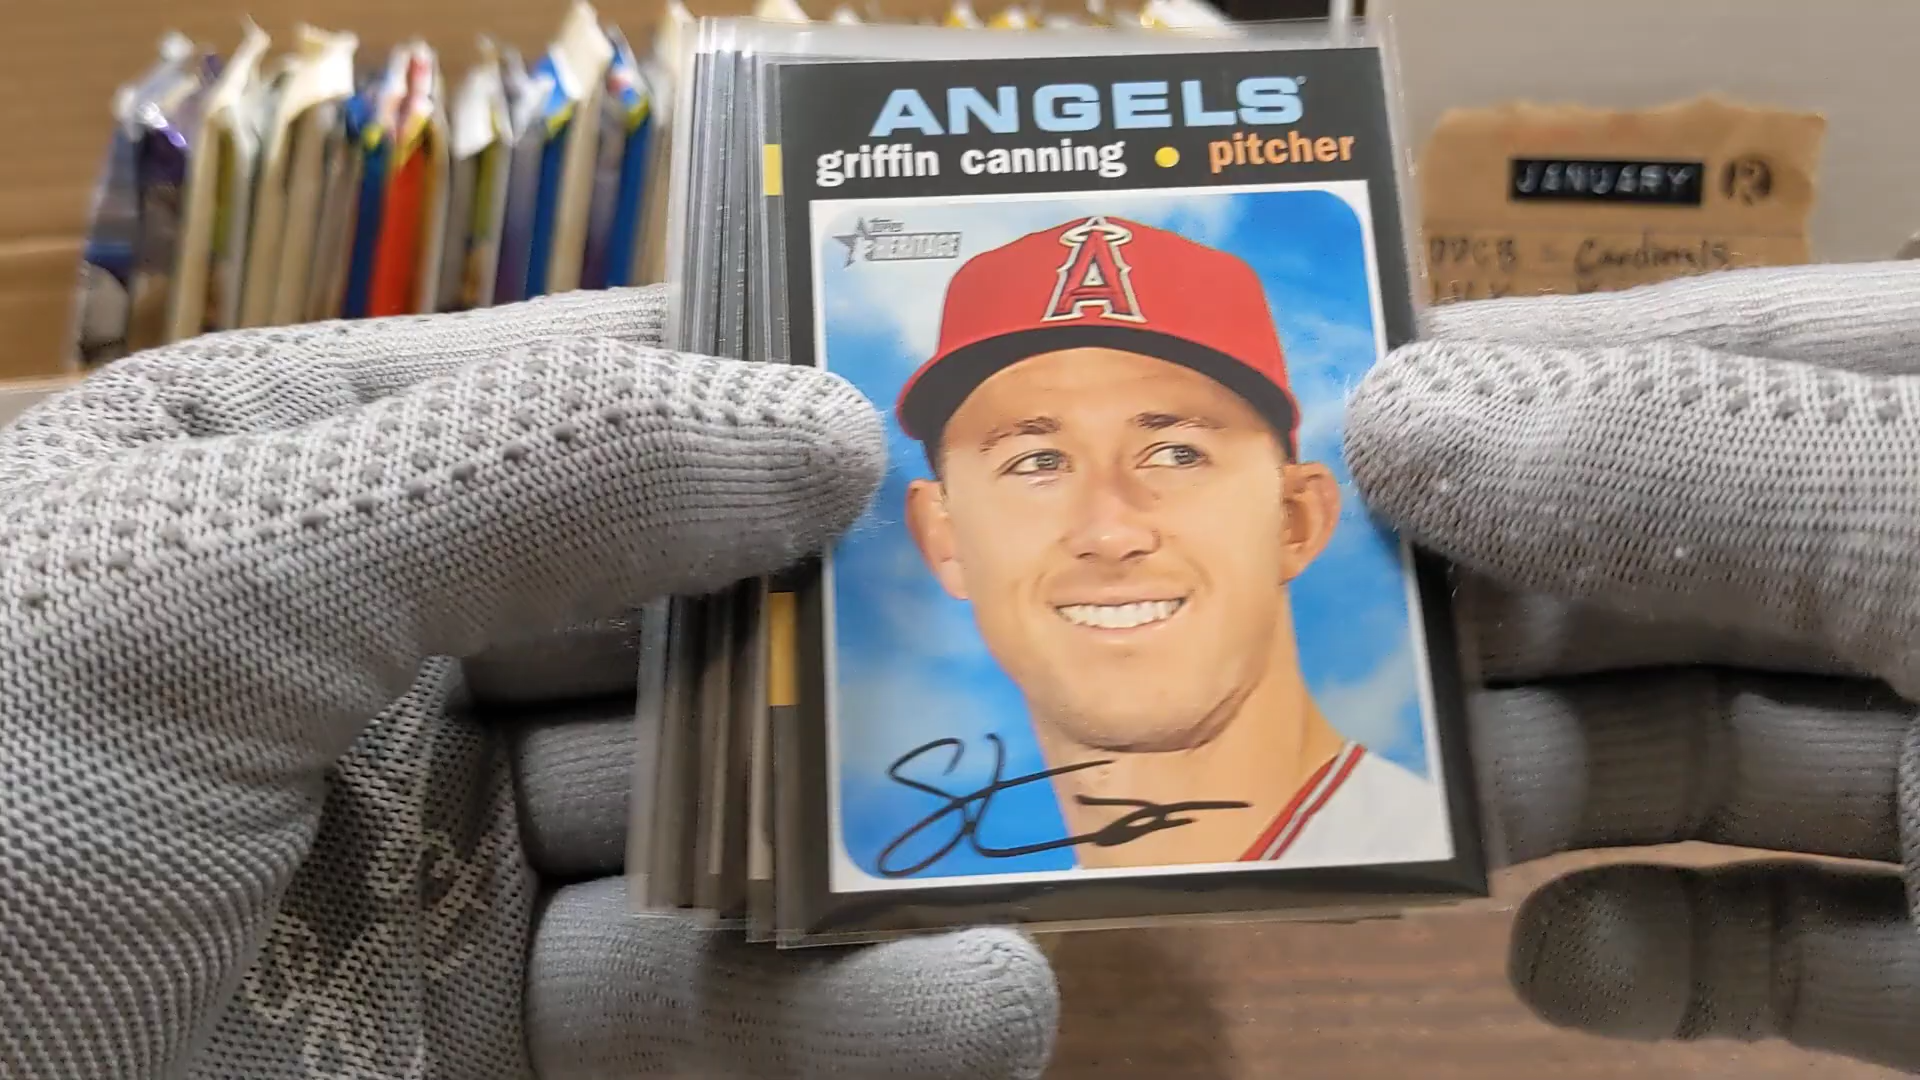 ANGELS
griffin canning • pitcher
Topps
HERITAGE
JANUARY
Cardinals